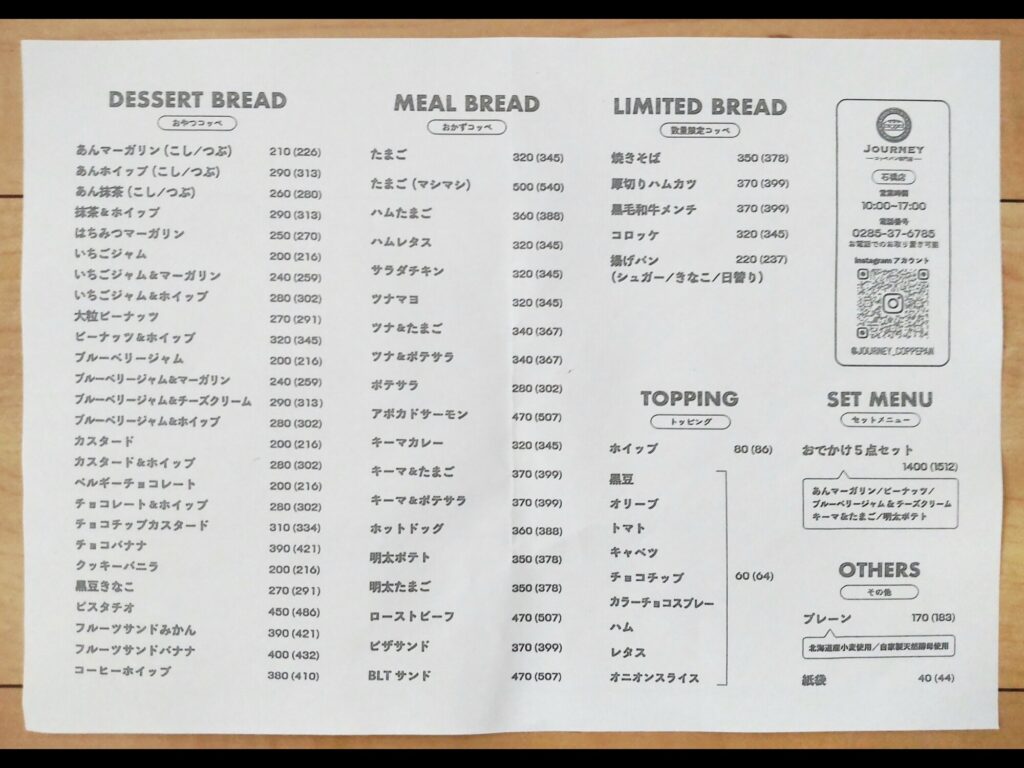 DESSERT BREAD
おやつコッペ
あんマーガリン（こし／つぶ） 210 (226)
あんホイップ（こし／つぶ） 290 (313)
あん抹茶（こし／つぶ） 260 (280)
抹茶＆ホイップ 290 (313)
はちみつマーガリン 250 (270)
いちごジャム 200 (216)
いちごジャム＆マーガリン 240 (259)
いちごジャム＆ホイップ 280 (302)
大粒ピーナッツ 270 (291)
ピーナッツ＆ホイップ 320 (345)
ブルーベリージャム 200 (216)
ブルーベリージャム＆マーガリン 240 (259)
ブルーベリージャム＆チーズクリーム 290 (313)
ブルーベリージャム＆ホイップ 280 (302)
カスタード 200 (216)
カスタード＆ホイップ 280 (302)
ベルギーチョコレート 200 (216)
チョコレート＆ホイップ 280 (302)
チョコチップカスタード 310 (334)
チョコバナナ 390 (421)
クッキーバニラ 200 (216)
黒豆きなこ 270 (291)
ピスタチオ 450 (486)
フルーツサンドみかん 390 (421)
フルーツサンドバナナ 400 (432)
コーヒーホイップ 380 (410)
MEAL BREAD
おかずコッペ
たまご 320 (345)
たまご（マシマシ） 500 (540)
ハムたまご 360 (388)
ハムレタス 320 (345)
サラダチキン 320 (345)
ツナマヨ 320 (345)
ツナ＆たまご 340 (367)
ツナ＆ポテサラ 340 (367)
ポテサラ 280 (302)
アボカドサーモン 470 (507)
キーマカレー 320 (345)
キーマ＆たまご 370 (399)
キーマ＆ポテサラ 370 (399)
ホットドッグ 360 (388)
明太ポテト 350 (378)
明太たまご 350 (378)
ローストビーフ 470 (507)
ピザサンド 370 (399)
BLTサンド 470 (507)
LIMITED BREAD
数量限定コッペ
焼きそば 350 (378)
厚切りハムカツ 370 (399)
黒毛和牛メンチ 370 (399)
コロッケ 320 (345)
揚げパン 220 (237)
（シュガー／きなこ／日替り）
JOURNEY
コッペパン専門店
石橋店
営業時間
10:00~17:00
電話番号
0285-37-6785
お電話でのお取り置き可能
Instagram アカウント
@JOURNEY_COPPEPAN
TOPPING
トッピング
ホイップ 80 (86)
黒豆
オリーブ
トマト
キャベツ
チョコチップ 60 (64)
カラーチョコスプレー
ハム
レタス
オニオンスライス
SET MENU
セットメニュー
おでかけ５点セット
1400 (1512)
あんマーガリン／ピーナッツ／
ブルーベリージャム＆チーズクリーム
キーマ＆たまご／明太ポテト
OTHERS
その他
プレーン 170 (183)
北海道産小麦使用／自家製天然酵母使用
紙袋 40 (44)